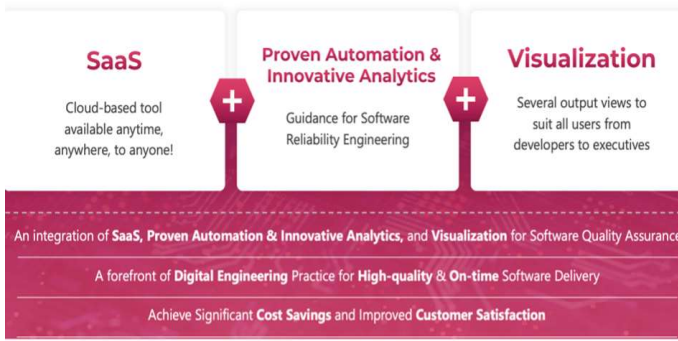 SaaS
Cloud-based tool
available anytime,
anywhere, to anyone!
+
Proven Automation &
Innovative Analytics
Guidance for Software
Reliability Engineering
+
Visualization
Several output views to
suit all users from
developers to executives
An integration of SaaS, Proven Automation & Innovative Analytics, and Visualization for Software Quality Assurance
A forefront of Digital Engineering Practice for High-quality & On-time Software Delivery
Achieve Significant Cost Savings and Improved Customer Satisfaction